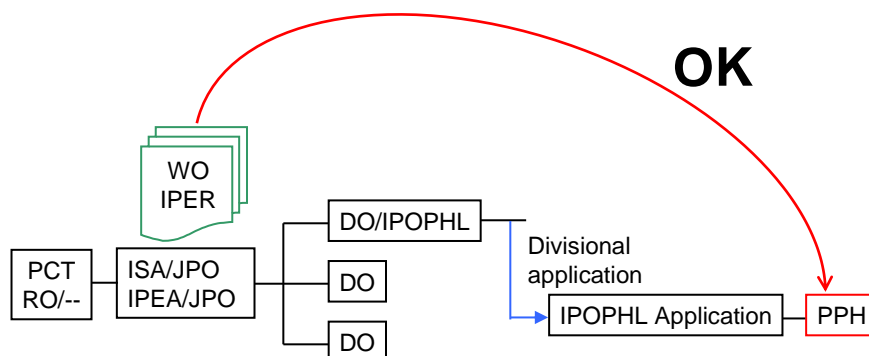 OK
WO
IPER
DO/IPOPHL
Divisional
application
PCT
RO/--
ISA/JPO
IPEA/JPO
DO
IPOPHL Application
PPH
DO